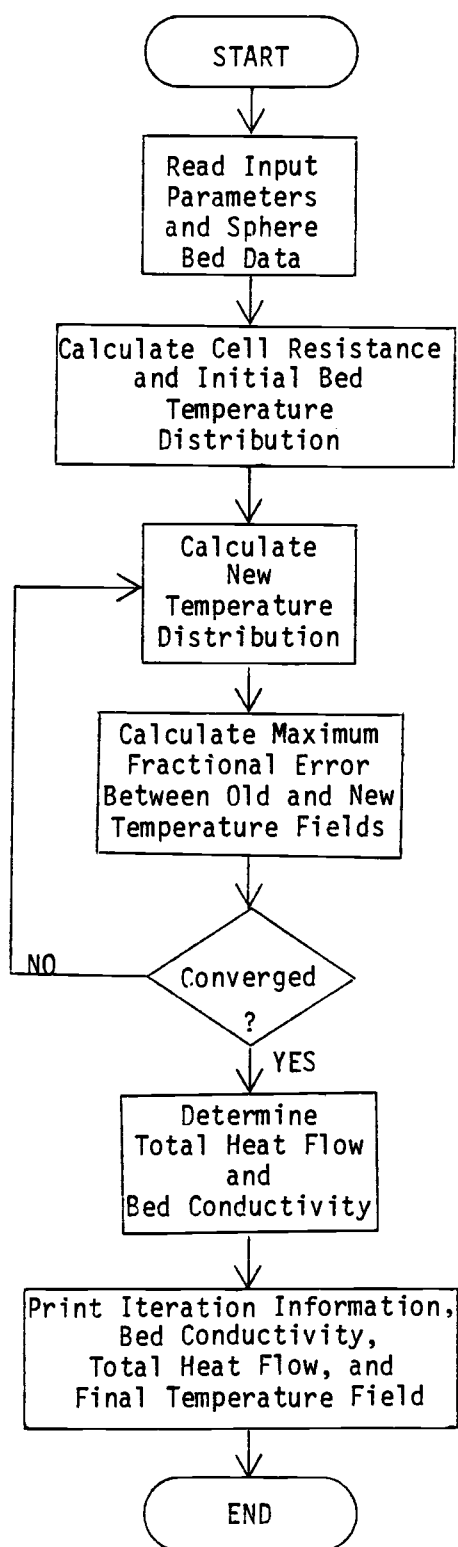 START
Read Input
Parameters
and Sphere
Bed Data
Calculate Cell Resistance
and Initial Bed
Temperature
Distribution
Calculate
New
Temperature
Distribution
Calculate Maximum
Fractional Error
Between Old and New
Temperature Fields
NO
Converged
?
YES
Determine
Total Heat Flow
and
Bed Conductivity
Print Iteration Information,
Bed Conductivity,
Total Heat Flow, and
Final Temperature Field
END